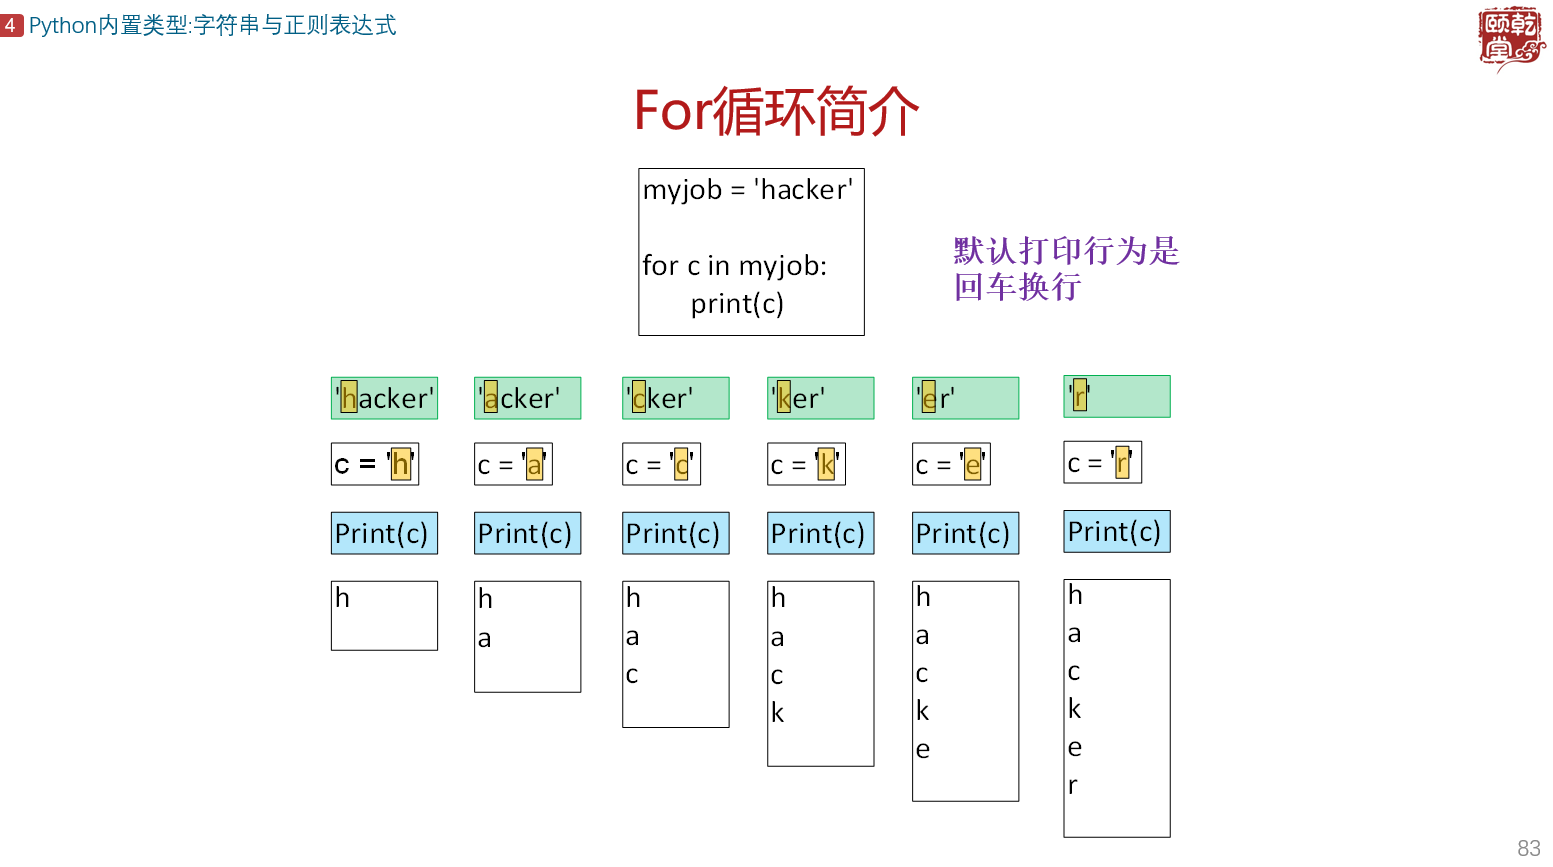 4 Python内置类型:字符串与正则表达式
乾颐堂
For循环简介
myjob = 'hacker'
for c in myjob:
print(c)
默认打印行为是
回车换行
'hacker' 'acker' 'cker' 'ker' 'er' 'r'
c = 'h' c = 'a' c = 'c' c = 'k' c = 'e' c = 'r'
Print(c) Print(c) Print(c) Print(c) Print(c) Print(c)
h h h h h h
a a a a a
c c c c
k k k
e e
r
83